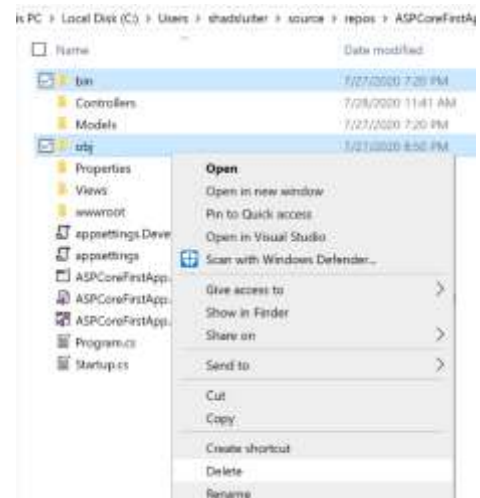 is PC > Local Disk (C:) > Users > shadsluiter > source > repos > ASPCoreFirstAp
Name Date modified
bin 7/27/2020 7:20 PM
Controllers 7/28/2020 11:41 AM
Models 7/27/2020 7:20 PM
obj 7/27/2020 8:50 PM
Properties
Views
wwwroot
appsettings.Deve
appsettings
ASPCoreFirstApp.
ASPCoreFirstApp.
ASPCoreFirstApp.
Program.cs
Startup.cs
Open
Open in new window
Pin to Quick access
Open in Visual Studio
Scan with Windows Defender...
Give access to >
Show in Finder
Share on >
Send to >
Cut
Copy
Create shortcut
Delete
Rename